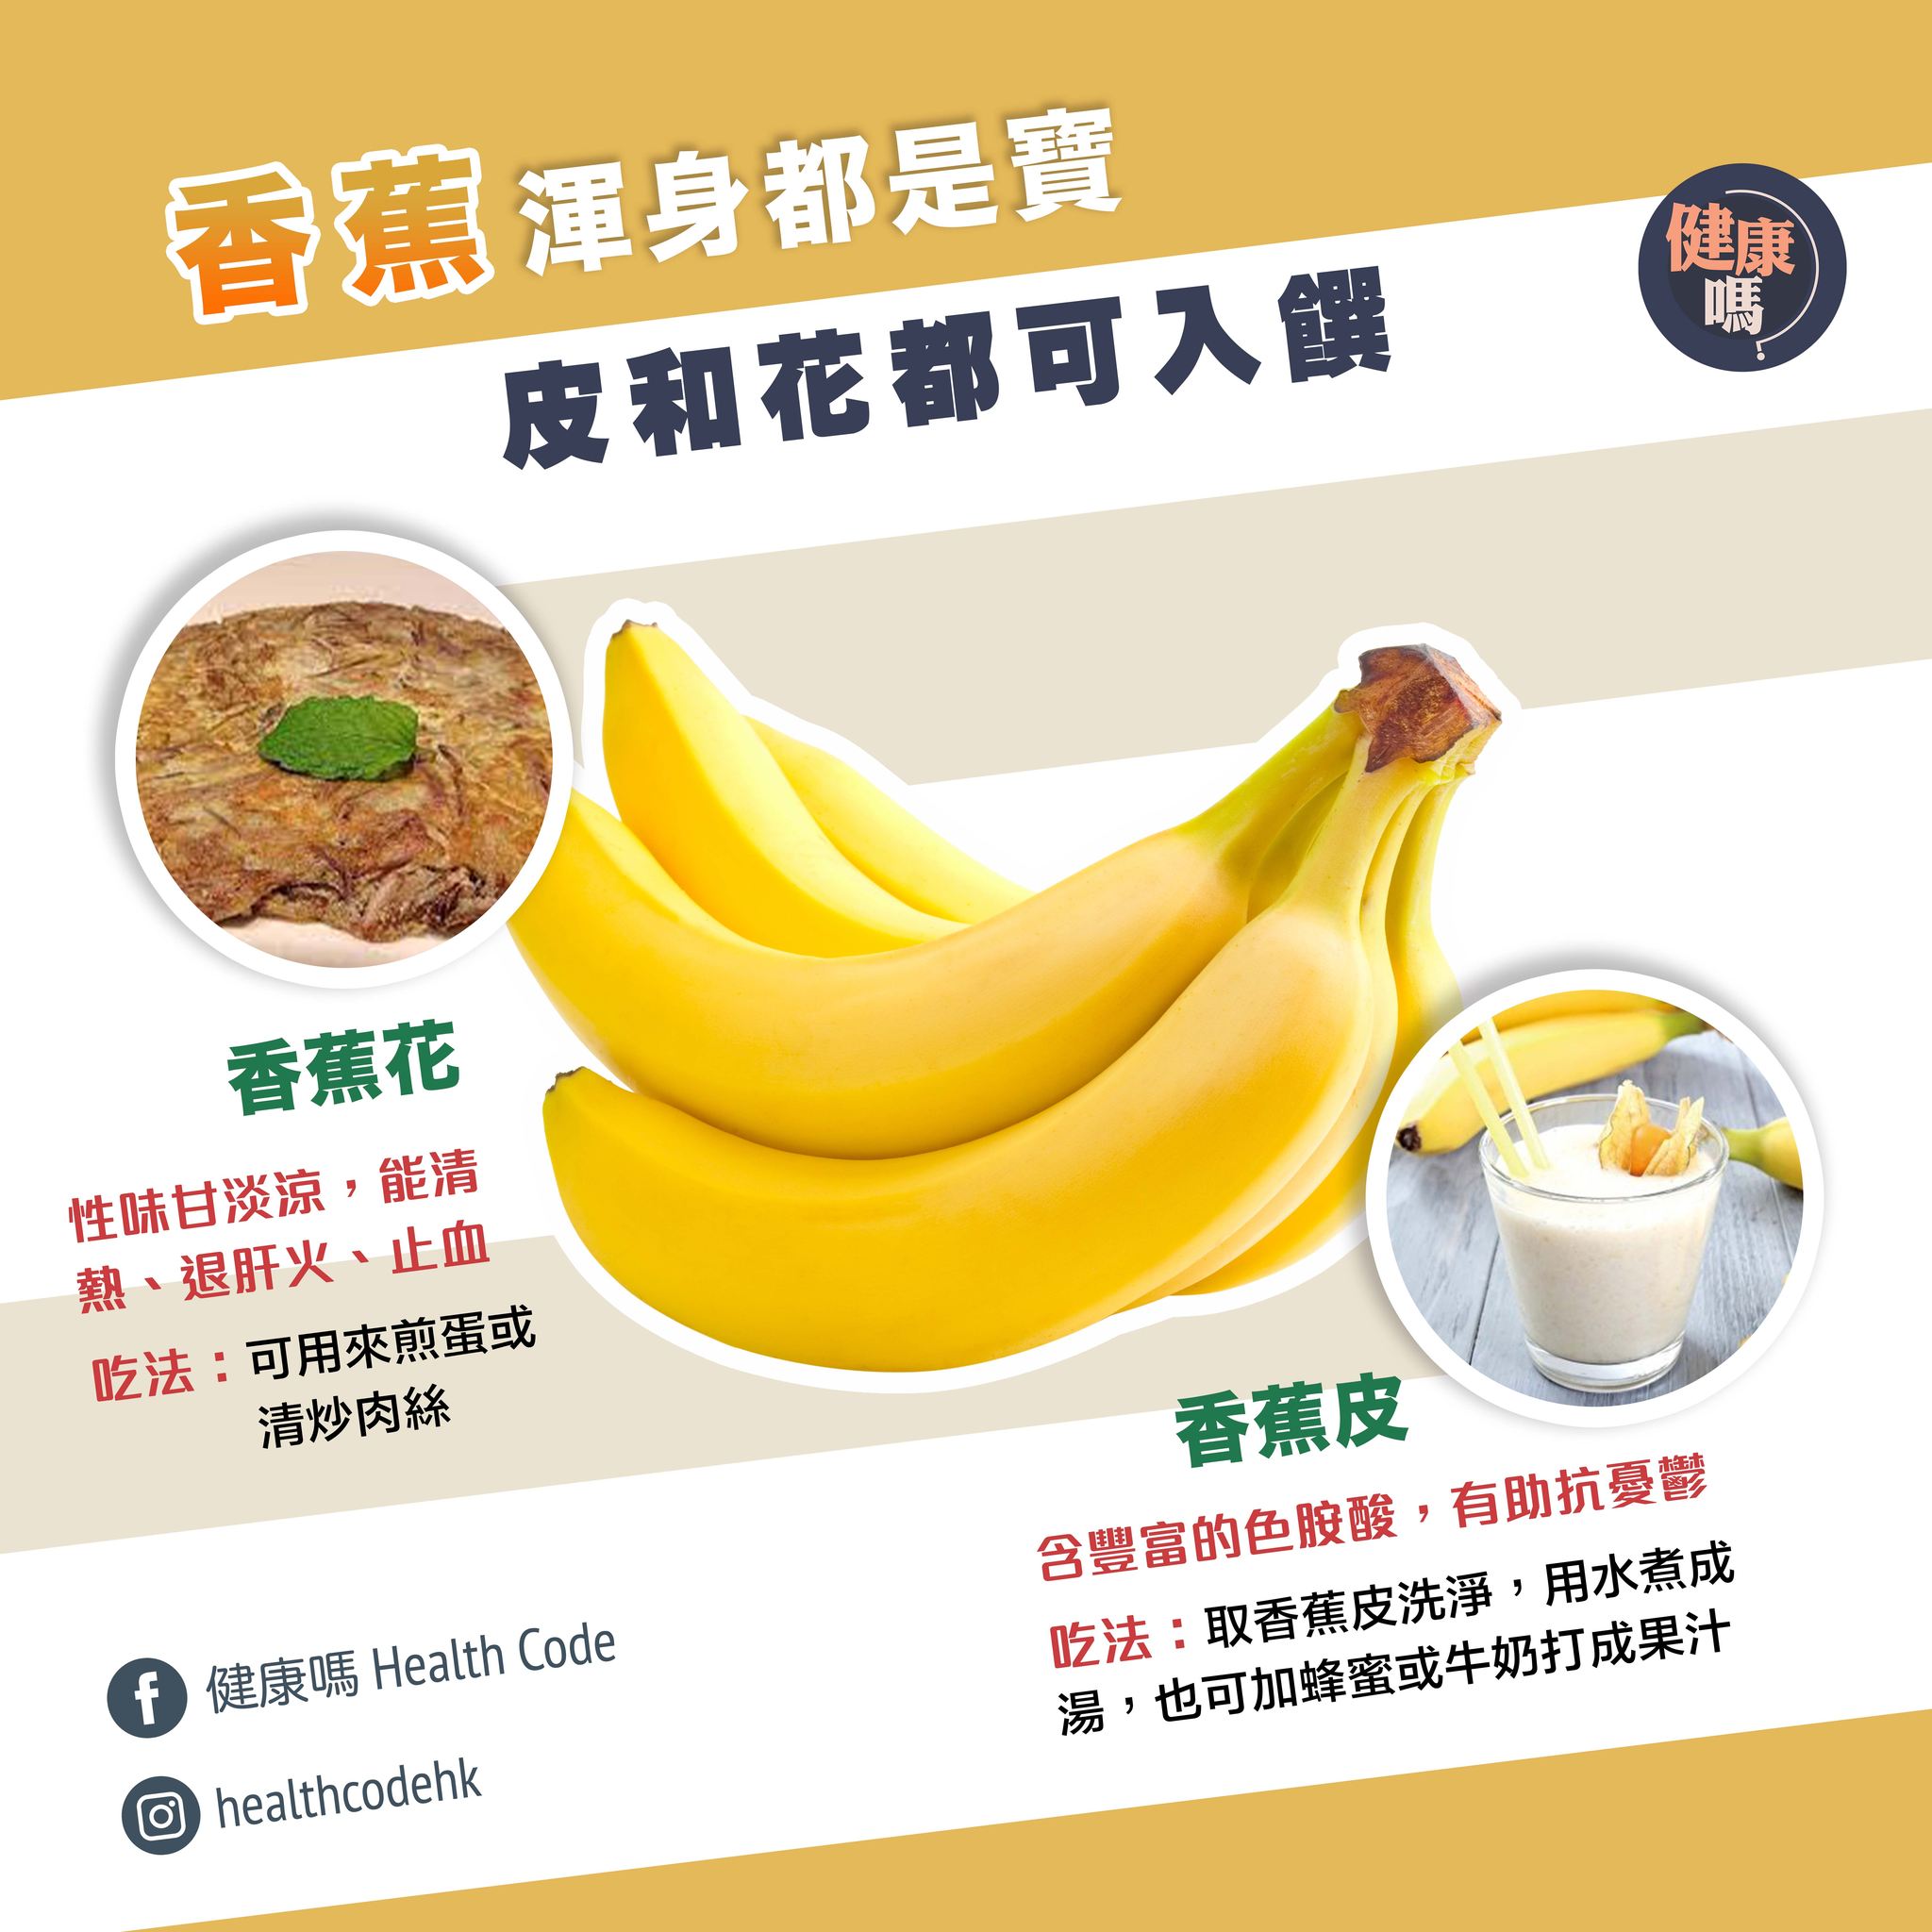 香蕉渾身都是寶
皮和花都可入饌
健康
嗎?
香蕉花
性味甘淡涼，能清
熱、退肝火、止血
吃法：可用來煎蛋或
清炒肉絲
香蕉皮
含豐富的色胺酸，有助抗憂鬱
吃法：取香蕉皮洗淨，用水煮成
湯，也可加蜂蜜或牛奶打成果汁
健康嗎 Health Code
healthcodehk